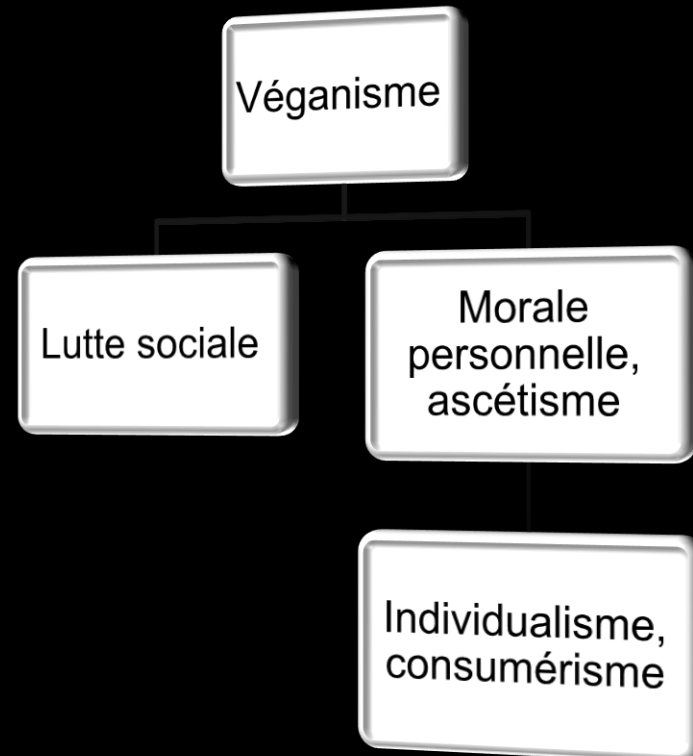 Véganisme
Lutte sociale
Morale
personnelle,
ascétisme
Individualisme,
consumérisme